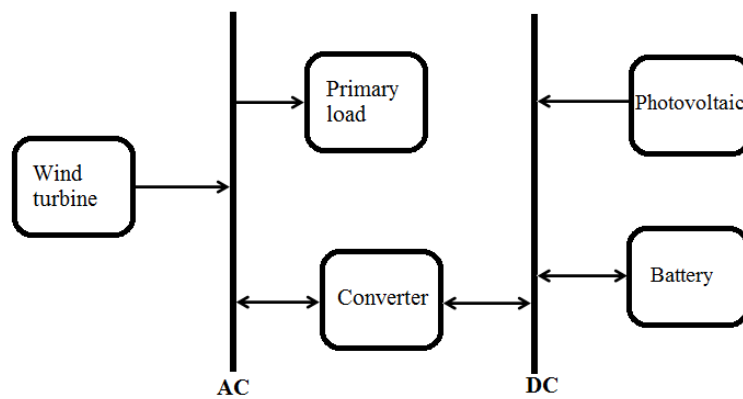 Primary
load
Photovoltaic
Wind
turbine
Converter
Battery
AC
DC